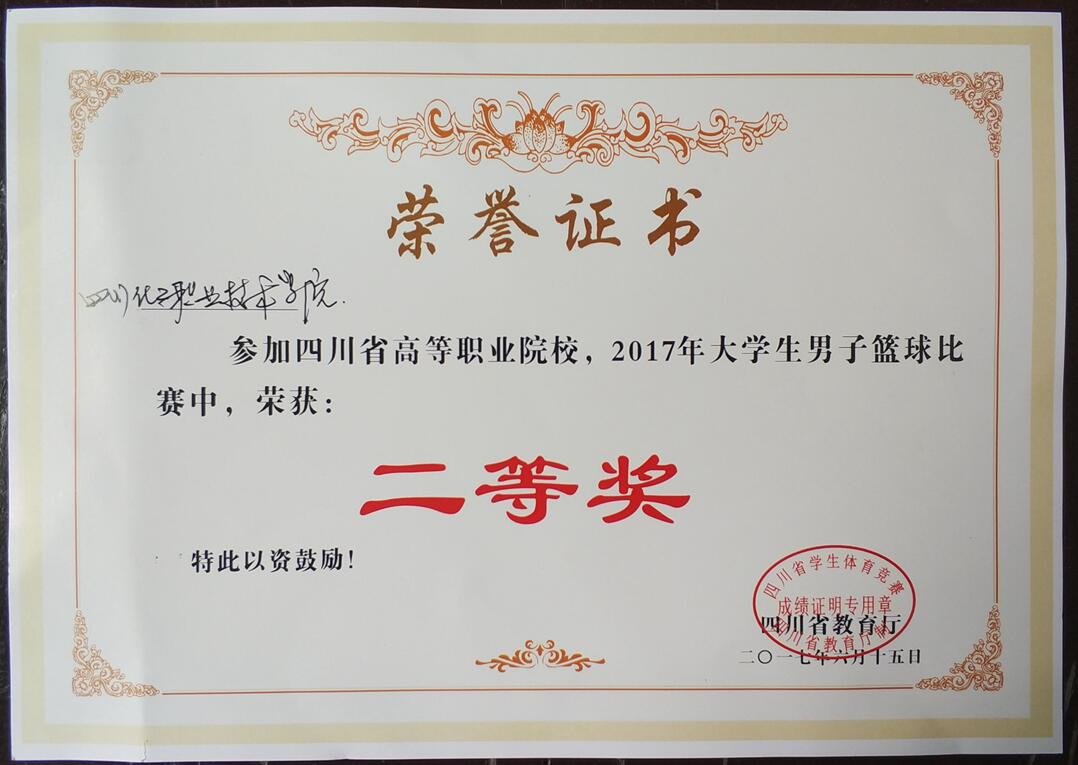 荣誉证书
四川化工职业技术学院.
参加四川省高等职业院校，2017年大学生男子篮球比
赛中，荣获：
二等奖
特此以资鼓励！
四川省学生体育竞赛
成绩证明专用章
四川省教育厅制
四川省教育厅
二〇一七年六月十五日